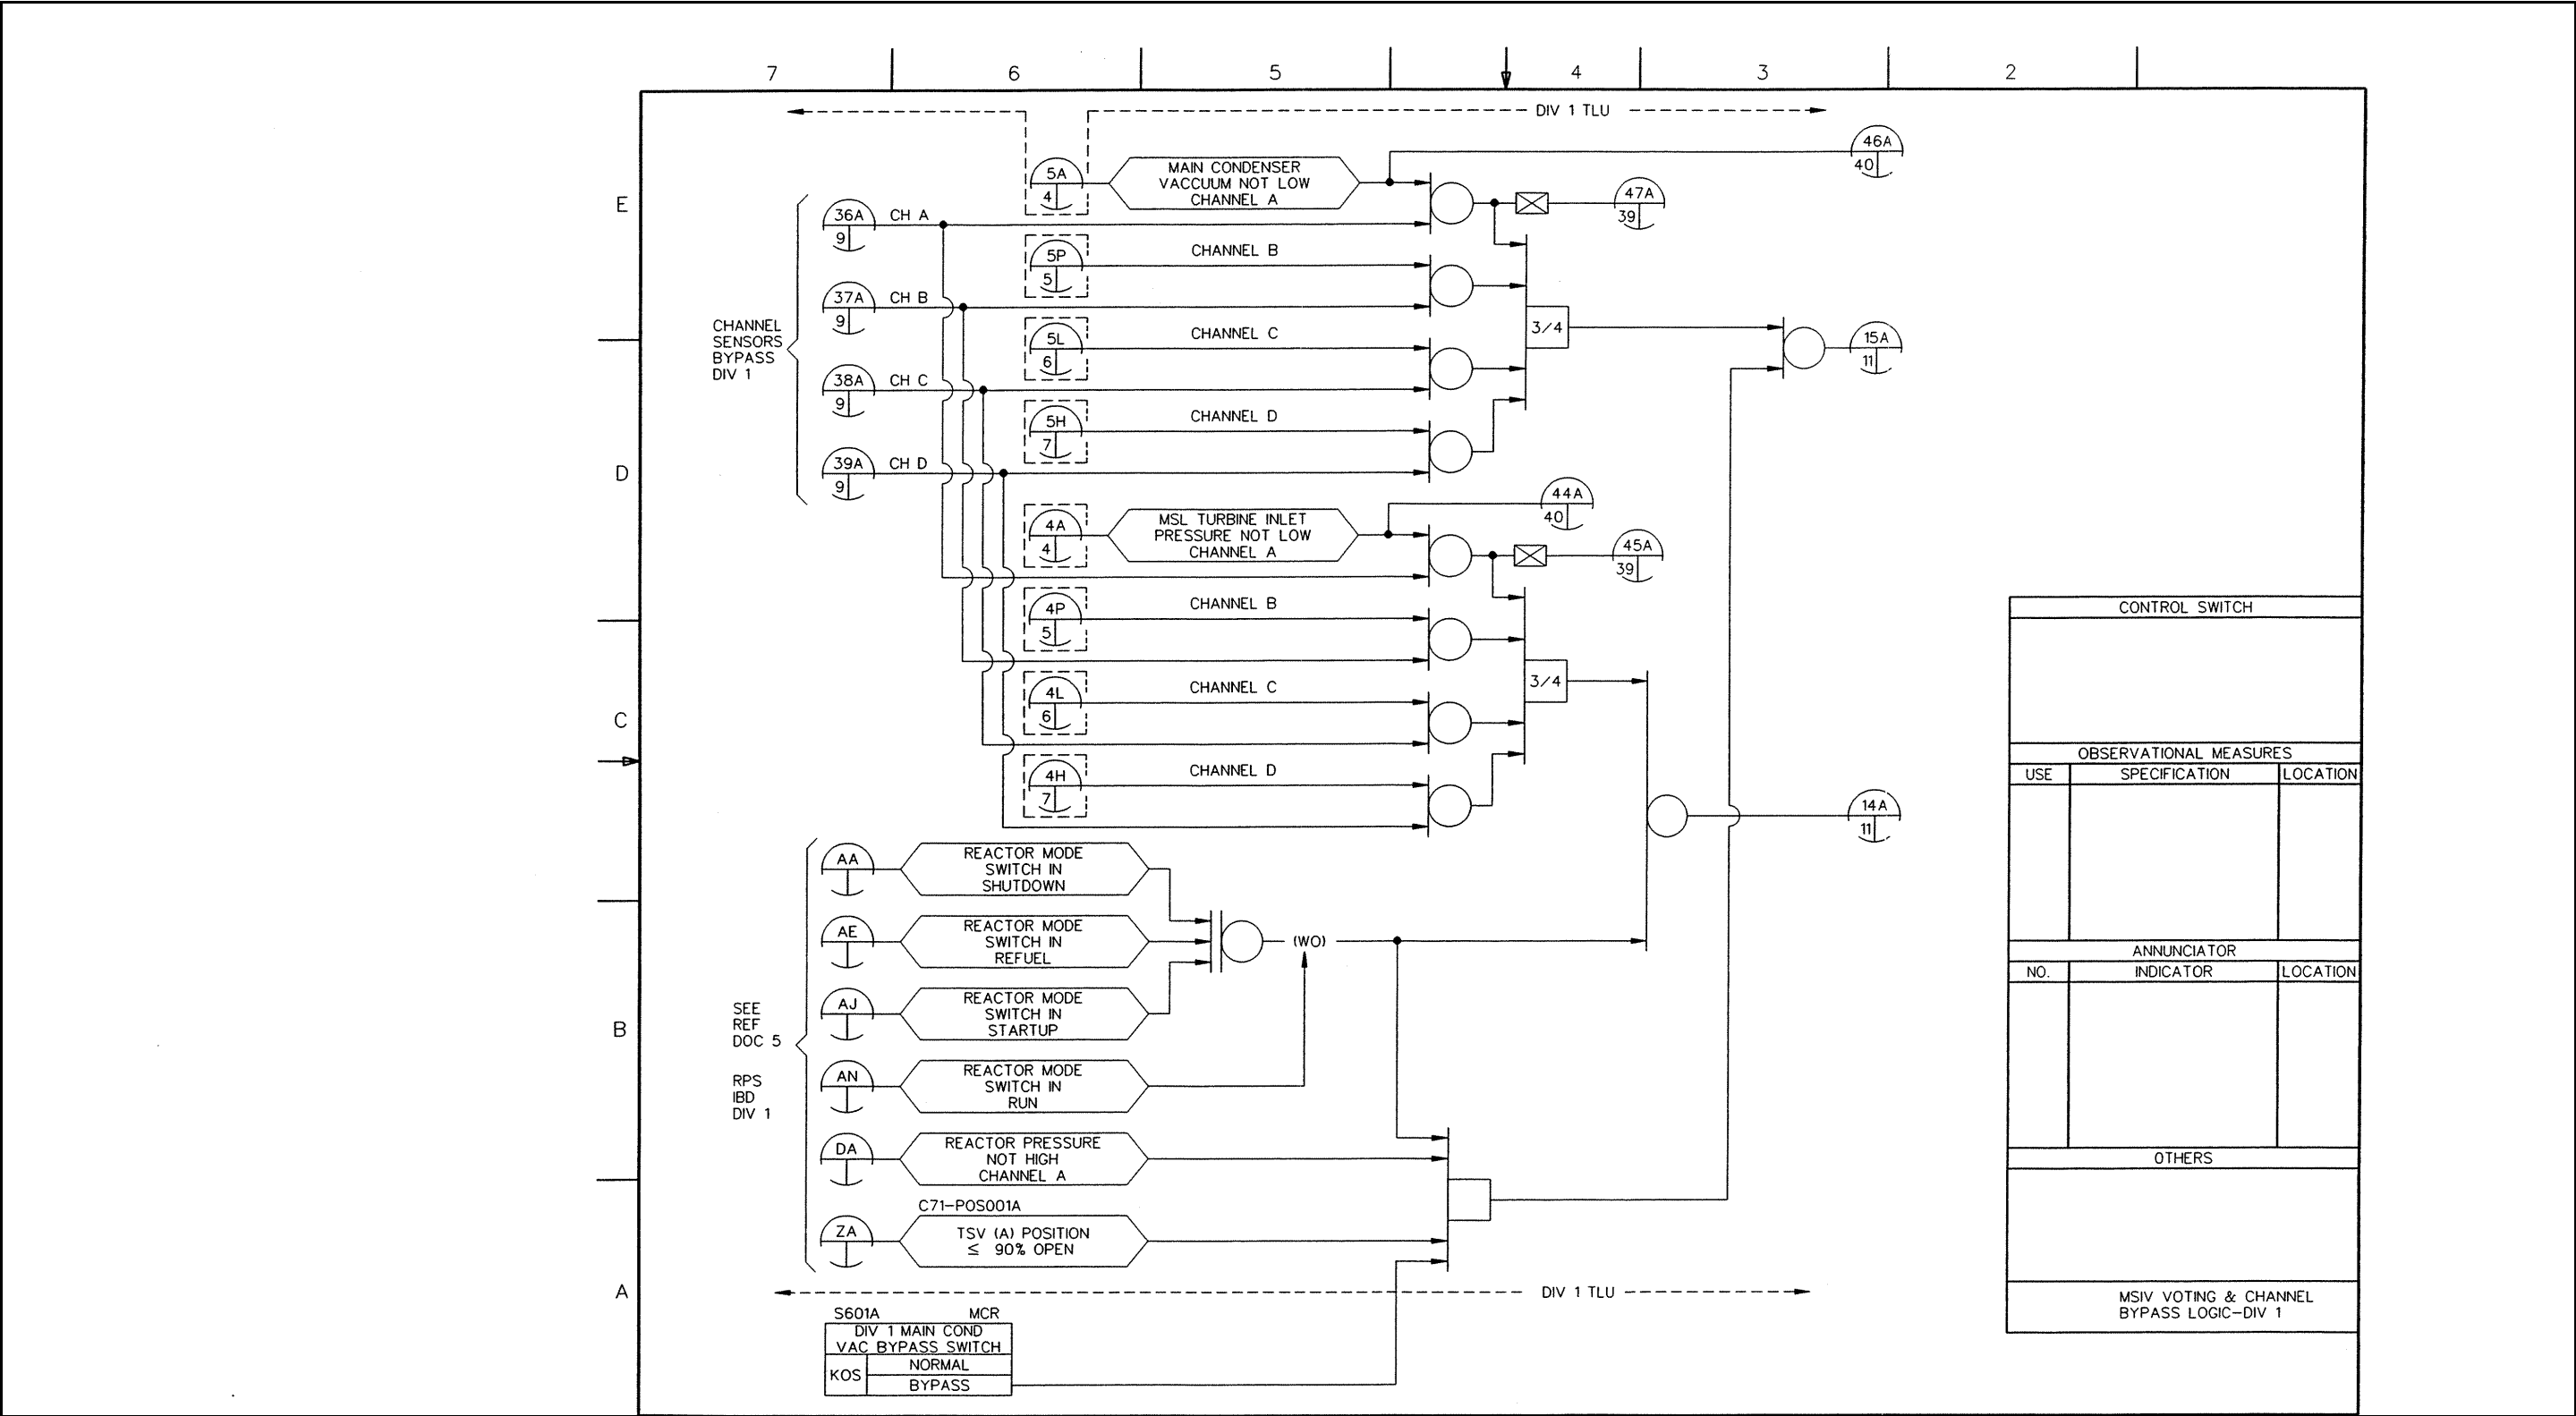 7 6 5 4 3 2
DIV 1 TLU
E
D
C
B
A
CHANNEL
SENSORS
BYPASS
DIV 1
36A
9
CH A
37A
9
CH B
38A
9
CH C
39A
9
CH D
5A
4
MAIN CONDENSER
VACCUUM NOT LOW
CHANNEL A
46A
40
47A
39
5P
5
CHANNEL B
5L
6
CHANNEL C
5H
7
CHANNEL D
3/4
15A
11
4A
4
MSL TURBINE INLET
PRESSURE NOT LOW
CHANNEL A
44A
40
45A
39
4P
5
CHANNEL B
4L
6
CHANNEL C
4H
7
CHANNEL D
3/4
14A
11
SEE
REF
DOC 5
RPS
IBD
DIV 1
AA
REACTOR MODE
SWITCH IN
SHUTDOWN
AE
REACTOR MODE
SWITCH IN
REFUEL
AJ
REACTOR MODE
SWITCH IN
STARTUP
(WO)
AN
REACTOR MODE
SWITCH IN
RUN
DA
REACTOR PRESSURE
NOT HIGH
CHANNEL A
C71-POS001A
ZA
TSV (A) POSITION
≤ 90% OPEN
DIV 1 TLU
S601A MCR
DIV 1 MAIN COND
VAC BYPASS SWITCH
KOS
NORMAL
BYPASS
CONTROL SWITCH
OBSERVATIONAL MEASURES
USE SPECIFICATION LOCATION
ANNUNCIATOR
NO. INDICATOR LOCATION
OTHERS
MSIV VOTING & CHANNEL
BYPASS LOGIC-DIV 1